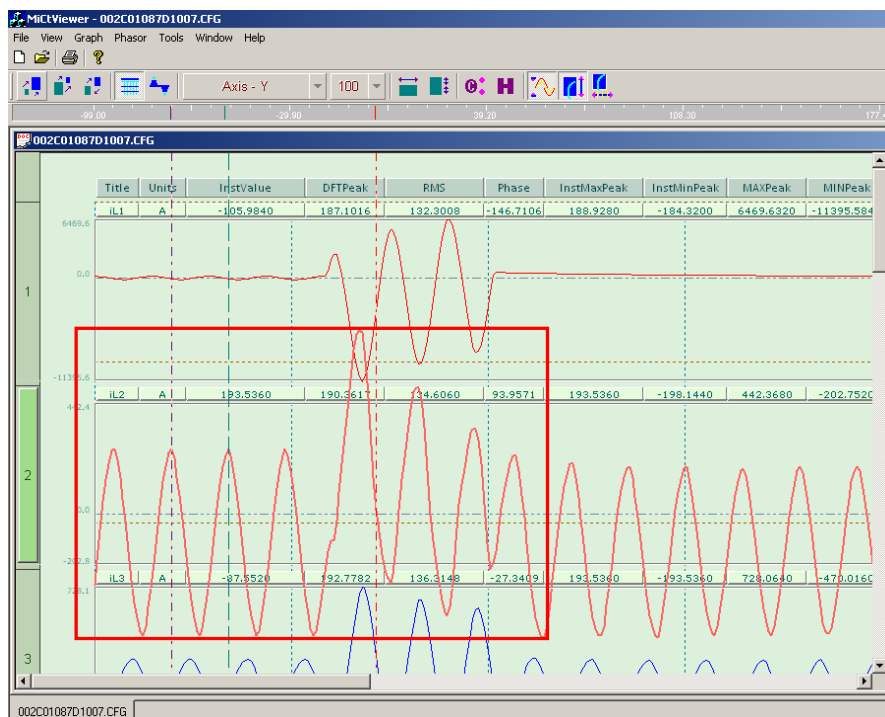 MiCtViewer - 002C01087D1007.CFG
File View Graph Phasor Tools Window Help
Axis - Y 100
-99.00 -29.90 39.20 108.30 177.4
002C01087D1007.CFG
Title Units InstValue DFTPeak RMS Phase InstMaxPeak InstMinPeak MAXPeak MINPeak
iL1 A -105.9840 187.1016 132.3008 -146.7106 188.9280 -184.3200 6469.6320 -11395.584
6469.6
0.0
1
-11395.6
iL2 A 193.5360 190.3617 134.6060 93.9571 193.5360 -198.1440 442.3680 -202.7520
442.4
2
0.0
-202.8
iL3 A -87.5520 192.7782 136.3148 -27.3409 193.5360 -193.5360 728.0640 -470.0160
728.1
3
002C01087D1007.CFG